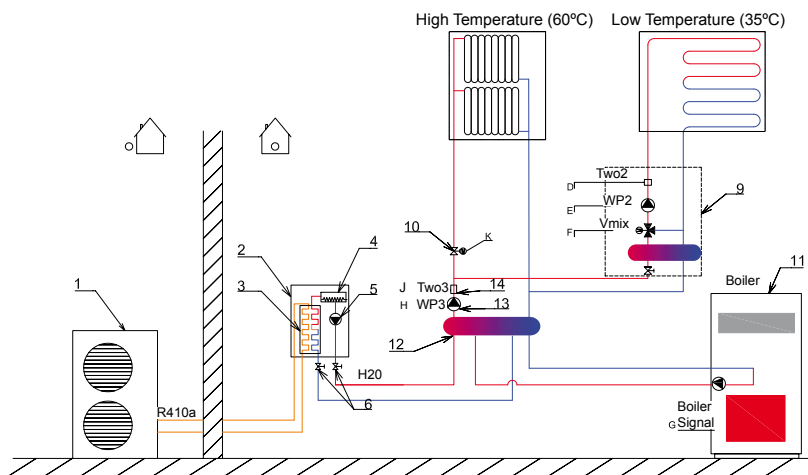 High Temperature (60ºC)
Low Temperature (35ºC)
Two2
D
9
WP2
E
Vmix
F
10
K
11
2
4
Boiler
3
5
J Two3 14
1
H WP3 13
12
H20
6
R410a
Boiler
G Signal